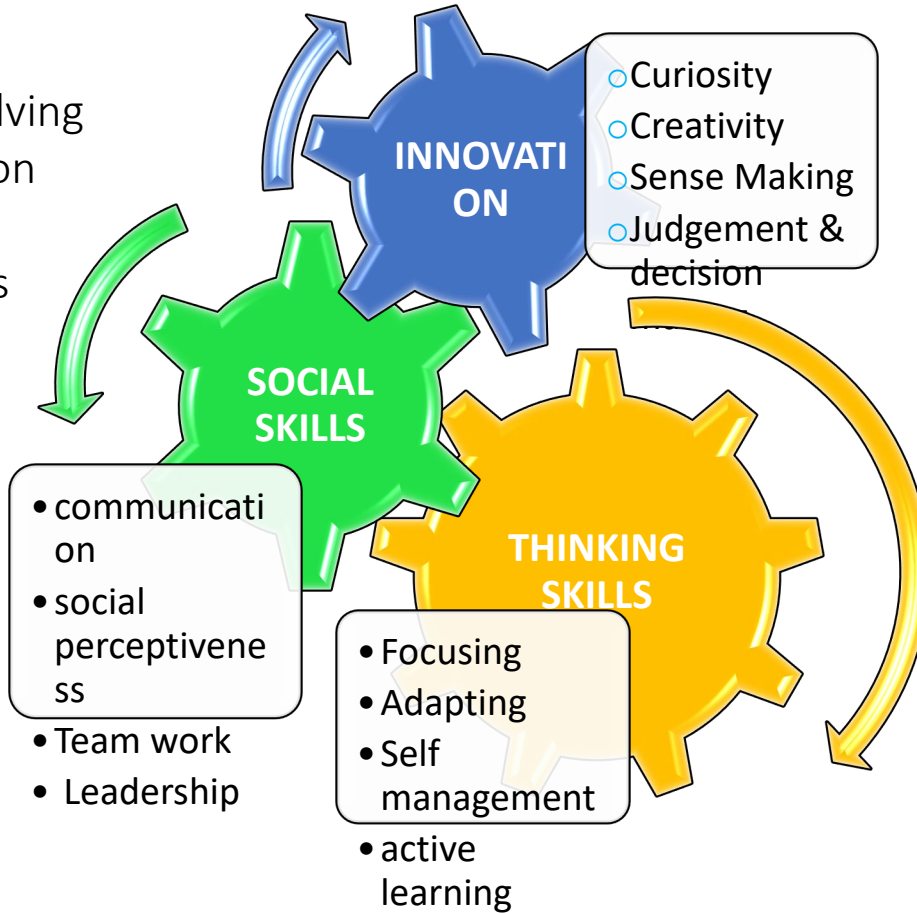 lving
on
s
INNOVATI
ON
○Curiosity
○Creativity
○Sense Making
○Judgement &
decision
SOCIAL
SKILLS
• communicati
on
• social
perceptivene
ss
• Team work
• Leadership
THINKING
SKILLS
• Focusing
• Adapting
• Self
management
• active
learning